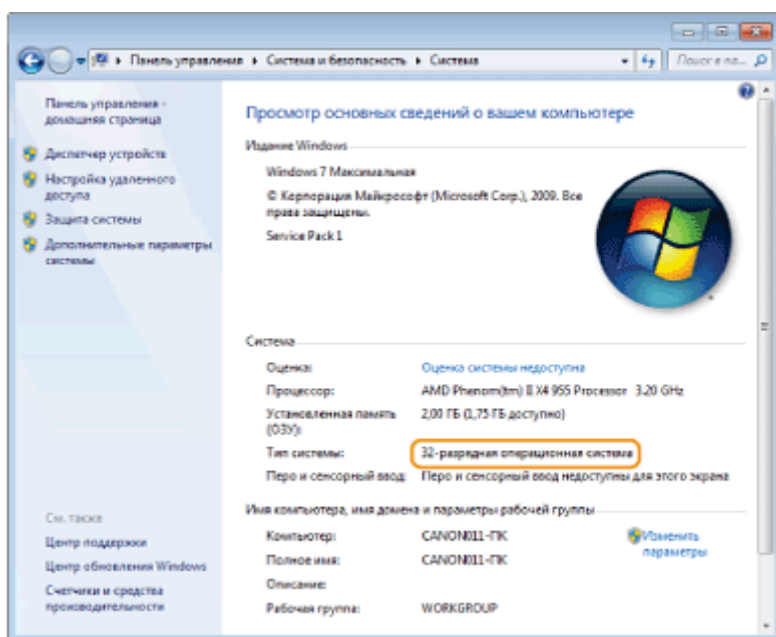 Панель управления ▸ Система и безопасность ▸ Система
Поиск в па...
Панель управления -
домашняя страница
Диспетчер устройств
Настройка удаленного
доступа
Защита системы
Дополнительные параметры
системы
См. также
Центр поддержки
Центр обновления Windows
Счетчики и средства
производительности
Просмотр основных сведений о вашем компьютере
Издание Windows
Windows 7 Максимальная
© Корпорация Майкрософт (Microsoft Corp.), 2009. Все
права защищены.
Service Pack 1
Система
Оценка: Оценка системы недоступна
Процессор: AMD Phenom(tm) II X4 955 Processor 3.20 GHz
Установленная память 2,00 ГБ (1,75 ГБ доступно)
(ОЗУ):
Тип системы: 32-разрядная операционная система
Перо и сенсорный ввод: Перо и сенсорный ввод недоступны для этого экрана
Имя компьютера, имя домена и параметры рабочей группы
Компьютер: CANON011-ПК Изменить
параметры
Полное имя: CANON011-ПК
Описание:
Рабочая группа: WORKGROUP